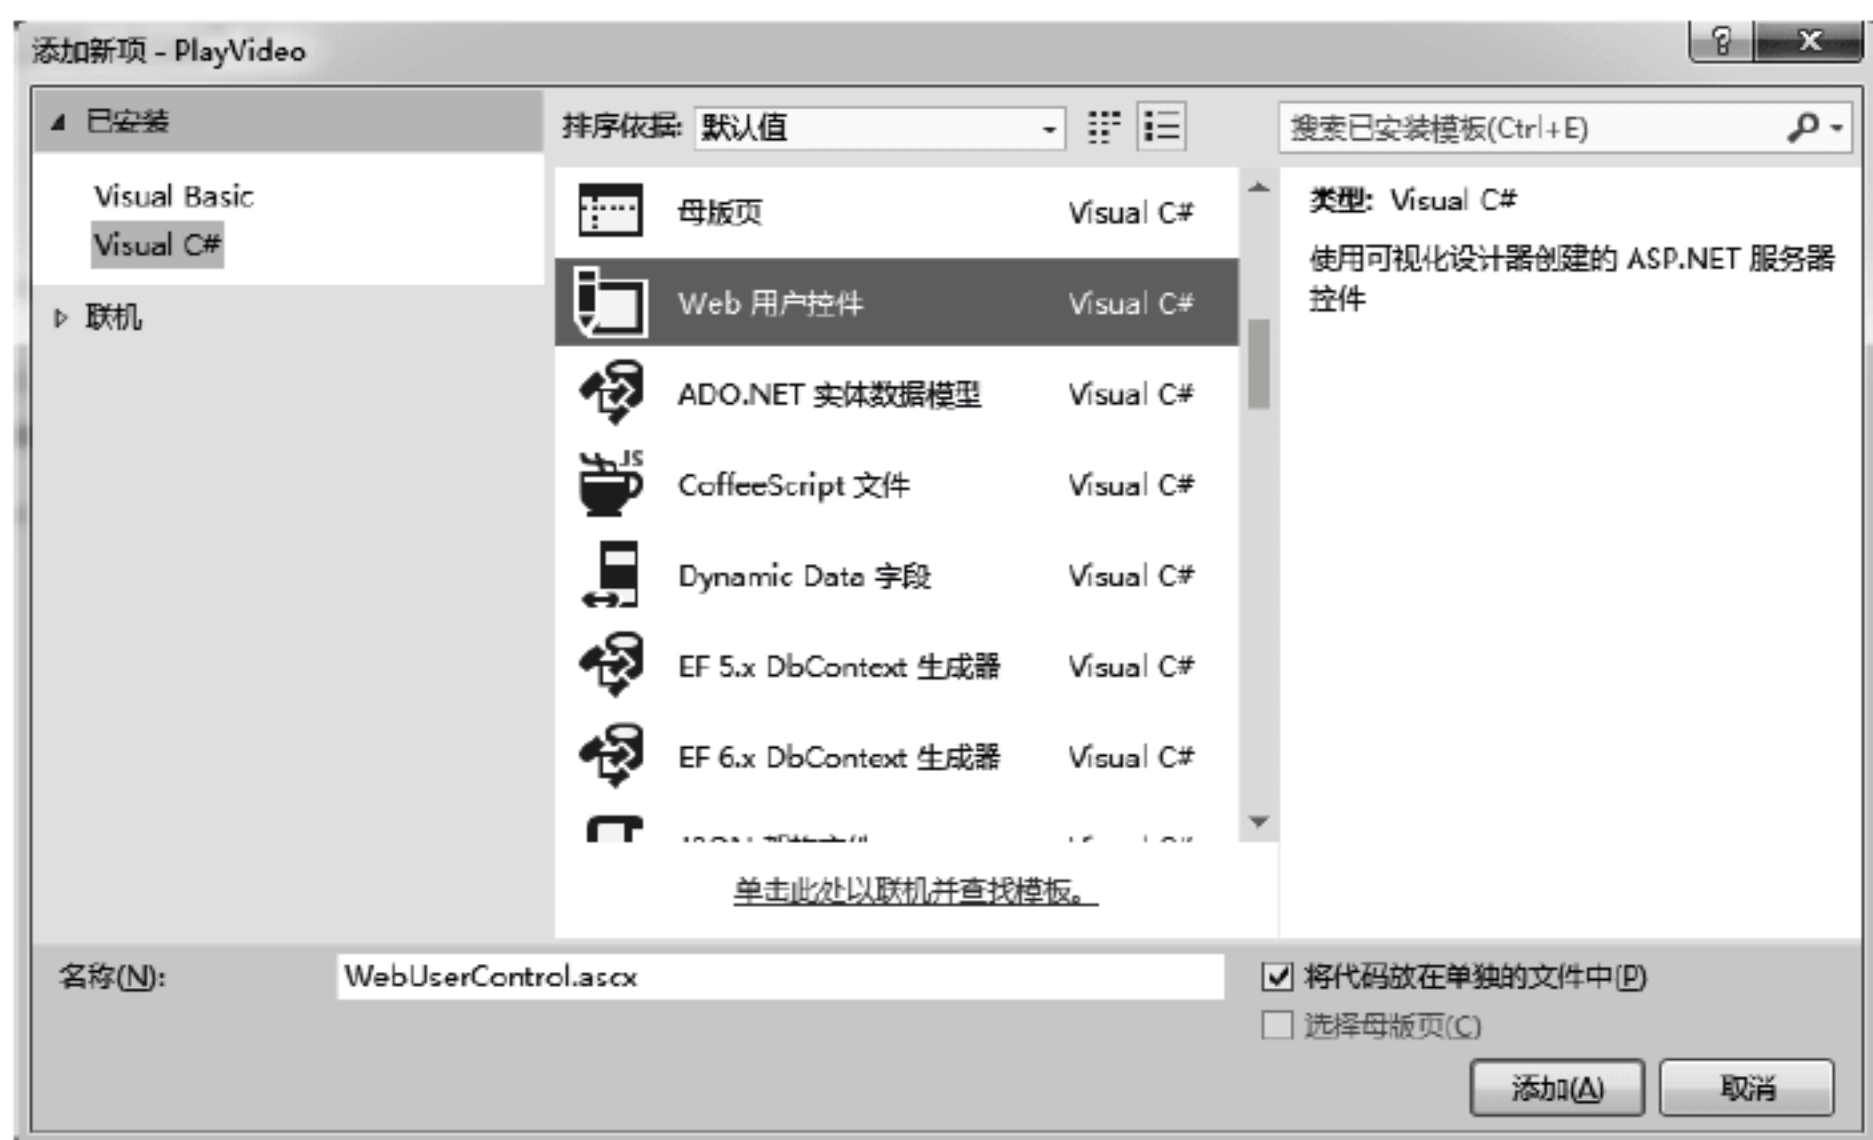 添加新项 - PlayVideo
已安装
Visual Basic
Visual C#
联机
排序依据: 默认值
搜索已安装模板(Ctrl+E)
母版页 Visual C#
Web 用户控件 Visual C#
ADO.NET 实体数据模型 Visual C#
JS
CoffeeScript 文件 Visual C#
Dynamic Data 字段 Visual C#
EF 5.x DbContext 生成器 Visual C#
EF 6.x DbContext 生成器 Visual C#
单击此处以联机并查找模板。
类型: Visual C#
使用可视化设计器创建的 ASP.NET 服务器
控件
名称(N): WebUserControl.ascx
将代码放在单独的文件中(P)
选择母版页(C)
添加(A) 取消